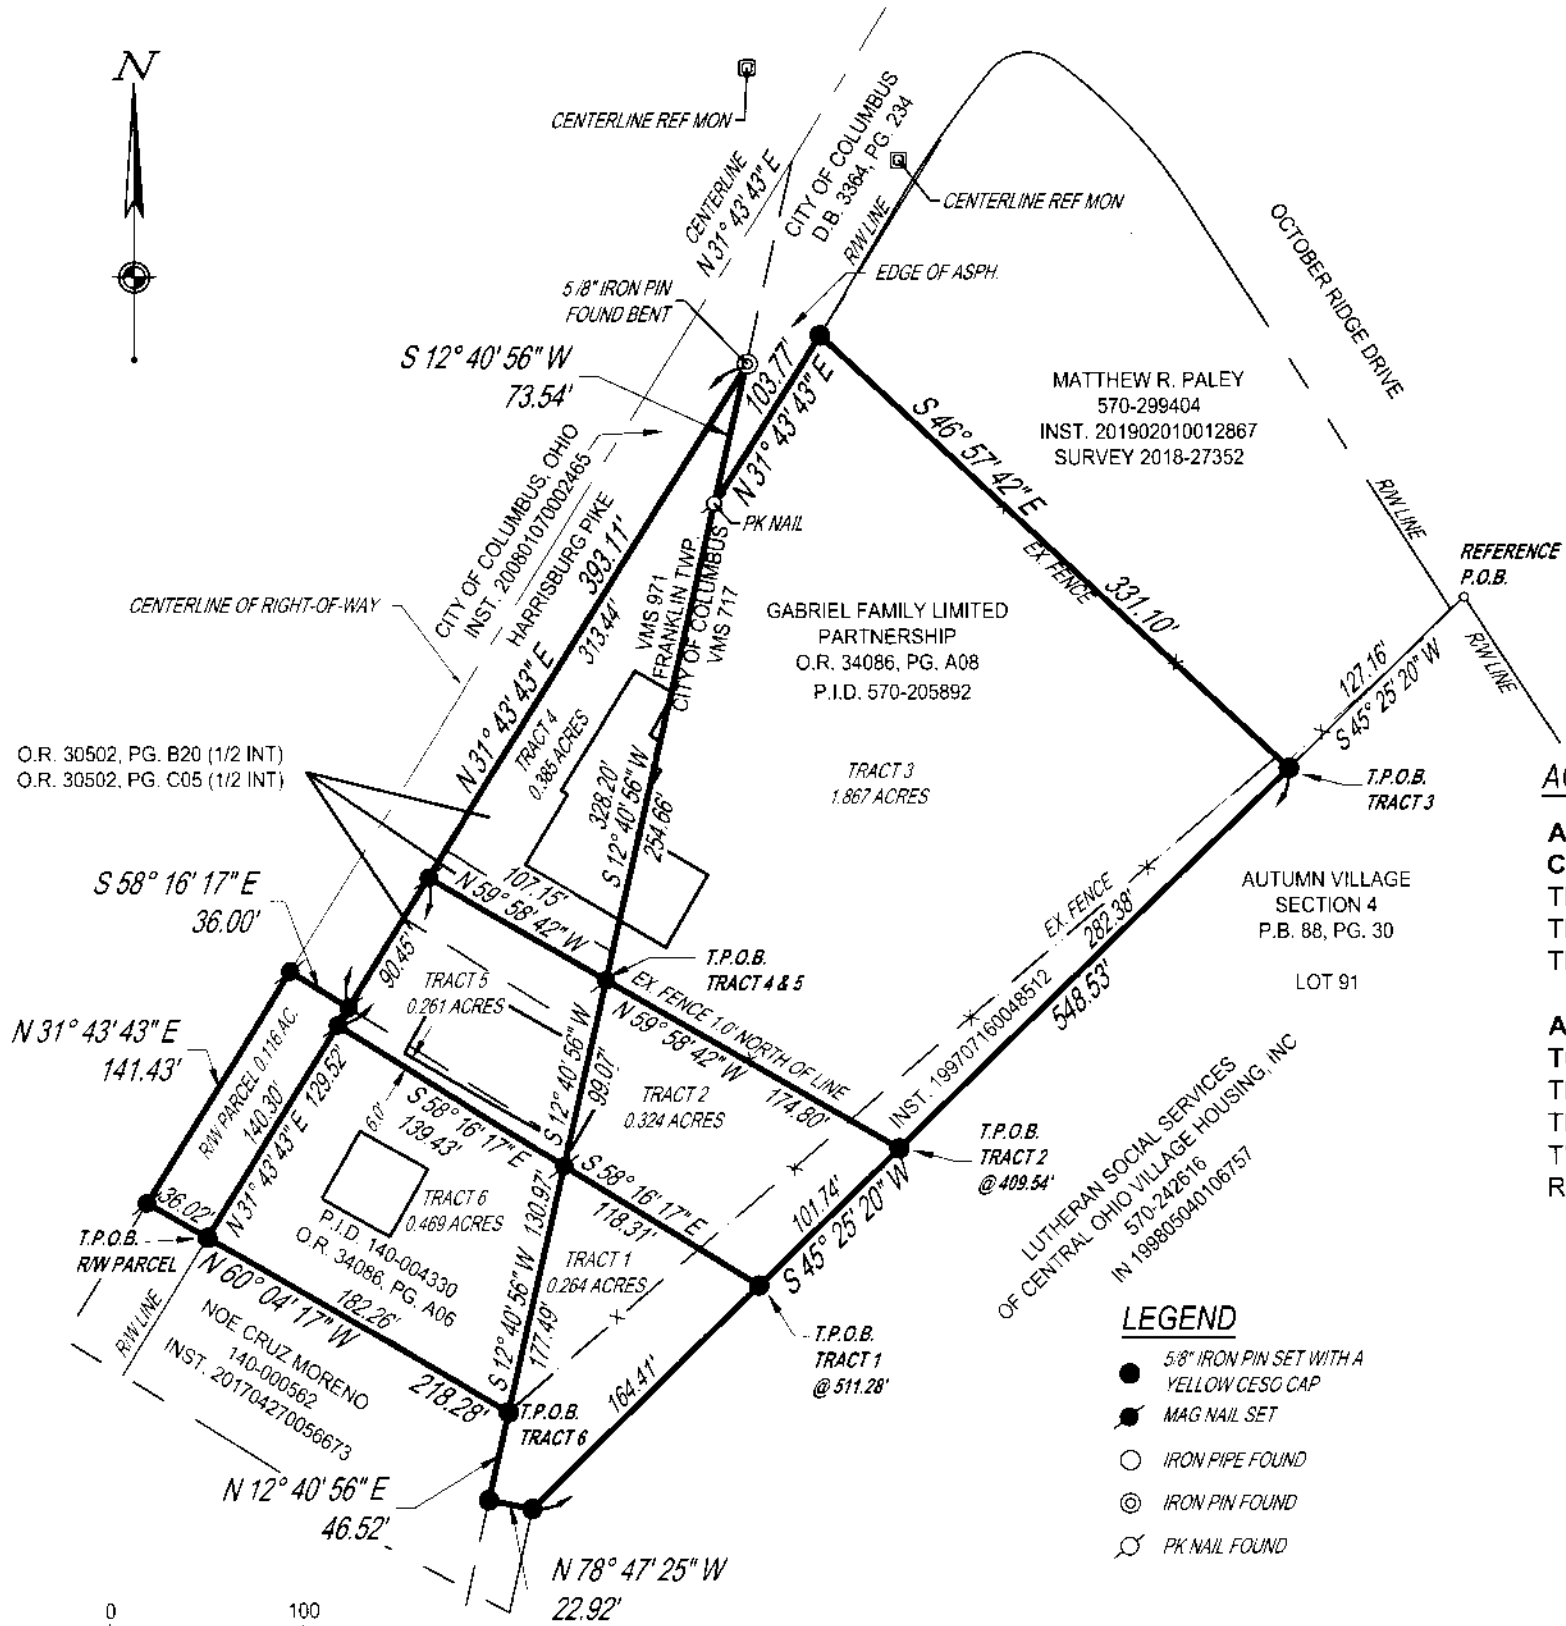 N
CENTERLINE REF MON
CENTERLINE
N 31° 43' 43" E
CITY OF COLUMBUS
D.B. 3364, PG. 234
R/W LINE
CENTERLINE REF MON
EDGE OF ASPH.
OCTOBER RIDGE DRIVE
5/8" IRON PIN
FOUND BENT
S 12° 40' 56" W
73.54'
103.77'
N 31° 43' 43" E
MATTHEW R. PALEY
570-299404
INST. 201902010012867
SURVEY 2018-27352
S 46° 57' 42" E
EX. FENCE
331.10'
R/W LINE
REFERENCE
P.O.B.
R/W LINE
127.16'
S 45° 25' 20" W
PK NAIL
CITY OF COLUMBUS, OHIO
INST. 200801070002465
HARRISBURG PIKE
CENTERLINE OF RIGHT-OF-WAY
393.11'
313.44'
N 31° 43' 43" E
VMS 971
FRANKLIN TWP.
CITY OF COLUMBUS
VMS 717
GABRIEL FAMILY LIMITED
PARTNERSHIP
O.R. 34086, PG. A08
P.I.D. 570-205892
TRACT 3
1.867 ACRES
T.P.O.B.
TRACT 3
TRACT 4
0.385 ACRES
328.20'
S 12° 40' 56" W
254.66'
O.R. 30502, PG. B20 (1/2 INT)
O.R. 30502, PG. C05 (1/2 INT)
107.15'
N 59° 58' 42" W
S 58° 16' 17" E
36.00'
90.45'
TRACT 5
0.261 ACRES
T.P.O.B.
TRACT 4 & 5
EX. FENCE 1.0' NORTH OF LINE
N 59° 58' 42" W
174.80'
EX. FENCE
282.38'
548.53'
INST. 199707160048512
AUTUMN VILLAGE
SECTION 4
P.B. 88, PG. 30
LOT 91
A
C
T
T
T
A
T
T
T
T
R
N 31° 43' 43" E
141.43'
R/W PARCEL 0.116 AC.
140.30'
N 31° 43' 43" E 129.52'
S 12° 40' 56" W
99.07'
TRACT 2
0.324 ACRES
6.0'
S 58° 16' 17" E
139.43'
S 58° 16' 17" E
118.31'
T.P.O.B.
TRACT 2
@ 409.54'
101.74'
S 45° 25' 20" W
LUTHERAN SOCIAL SERVICES
OF CENTRAL OHIO VILLAGE HOUSING, INC
570-242616
IN 199805040106757
36.02'
T.P.O.B.
R/W PARCEL
TRACT 6
0.469 ACRES
P.I.D. 140-004330
O.R. 34086, PG. A06
S 12° 40' 56" W 130.97'
177.49'
TRACT 1
0.264 ACRES
N 60° 04' 17" W
182.26'
218.28'
R/W LINE
NOE CRUZ MORENO
140-000562
INST. 201704270056673
T.P.O.B.
TRACT 6
T.P.O.B.
TRACT 1
@ 511.28'
164.41'
N 12° 40' 56" E
46.52'
N 78° 47' 25" W
22.92'
LEGEND
5/8" IRON PIN SET WITH A
YELLOW CESO CAP
MAG NAIL SET
IRON PIPE FOUND
IRON PIN FOUND
PK NAIL FOUND
0 100